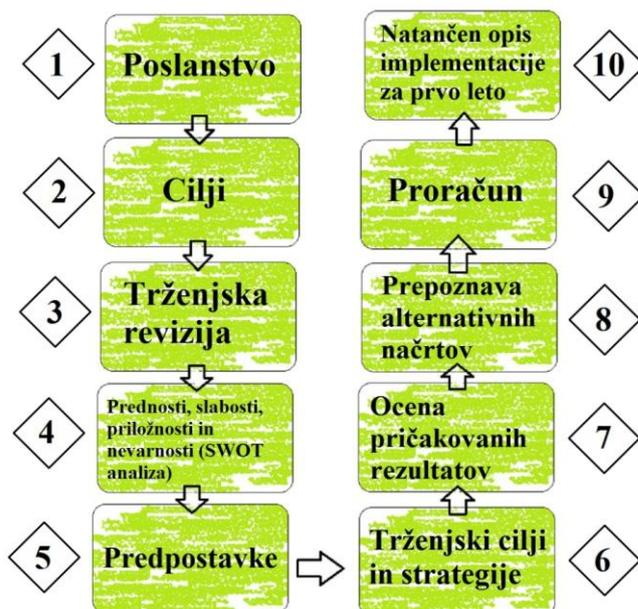 1
Poslanstvo
2
Cilji
3
Trženjska
revizija
4
Prednosti, slabosti,
priložnosti in
nevarnosti (SWOT
analiza)
5
Predpostavke
6
Trženjski cilji
in strategije
7
Ocena
pričakovanih
rezultatov
8
Prepoznava
alternativnih
načrtov
9
Proračun
10
Natančen opis
implementacije
za prvo leto